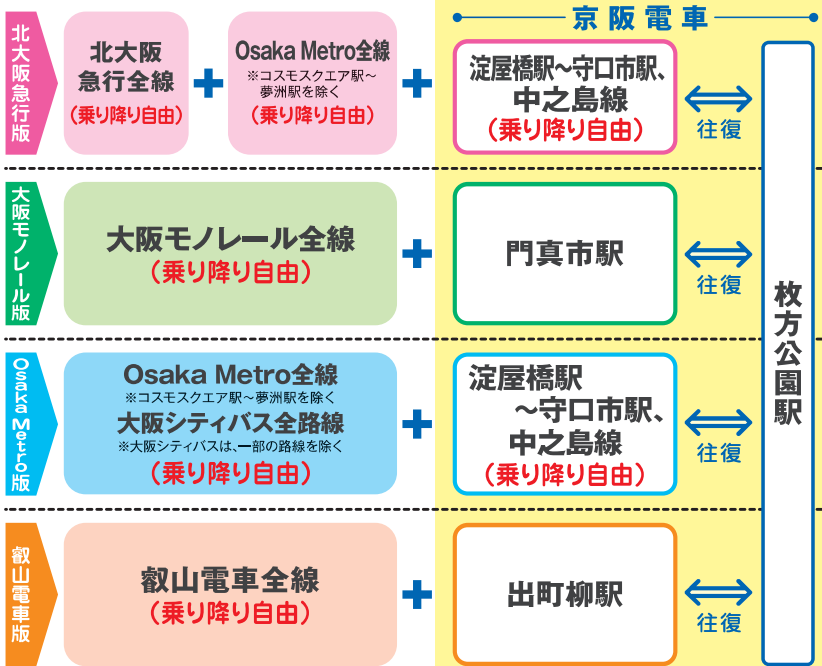 京阪電車
北大阪急行版
北大阪
急行全線
(乗り降り自由)
+
Osaka Metro全線
※コスモスクエア駅～
夢洲駅を除く
(乗り降り自由)
+
淀屋橋駅～守口市駅、
中之島線
(乗り降り自由)
往復
大阪モノレール版
大阪モノレール全線
(乗り降り自由)
+
門真市駅
往復
枚方公園駅
Osaka Metro版
Osaka Metro全線
※コスモスクエア駅～夢洲駅を除く
大阪シティバス全路線
※大阪シティバスは、一部の路線を除く
(乗り降り自由)
+
淀屋橋駅
～守口市駅、
中之島線
(乗り降り自由)
往復
叡山電車版
叡山電車全線
(乗り降り自由)
+
出町柳駅
往復